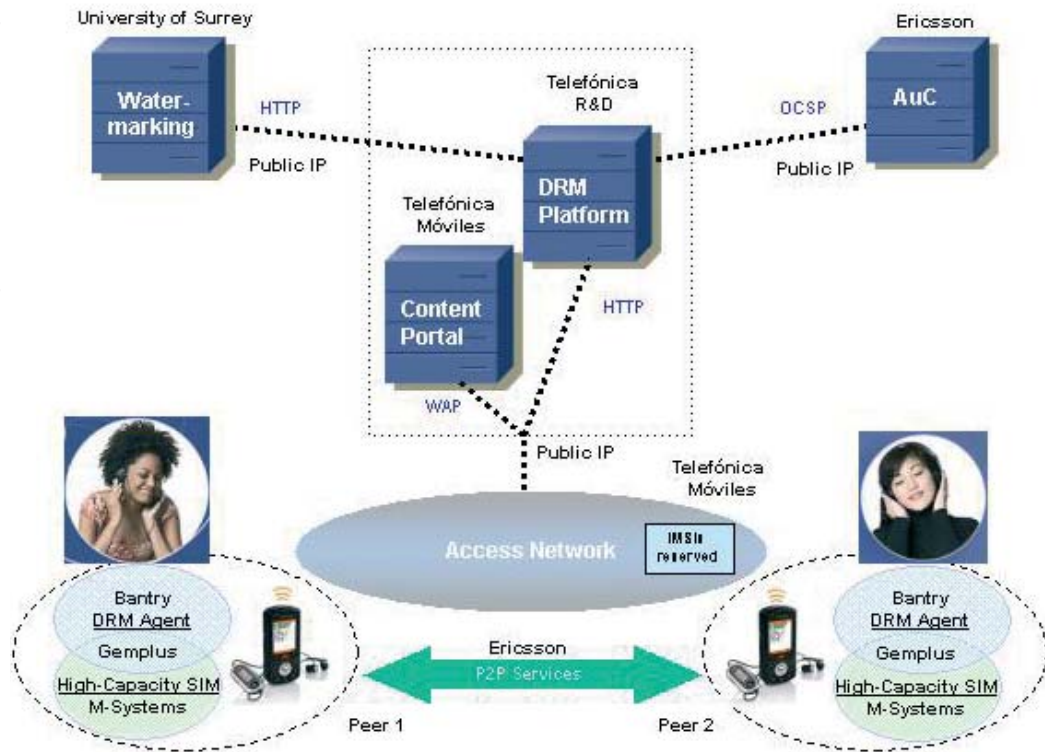 University of Surrey
Ericsson
Water-
marking
HTTP
Public IP
Telefónica
R&D
DRM
Platform
OCSP
Public IP
AuC
Telefónica
Móviles
Content
Portal
HTTP
WAP
Public IP
Telefónica
Móviles
Access Network
IMSIs
reserved
Bantry
DRM Agent
Gemplus
High-Capacity SIM
M-Systems
Ericsson
P2P Services
Peer 1
Peer 2
Bantry
DRM Agent
Gemplus
High-Capacity SIM
M-Systems